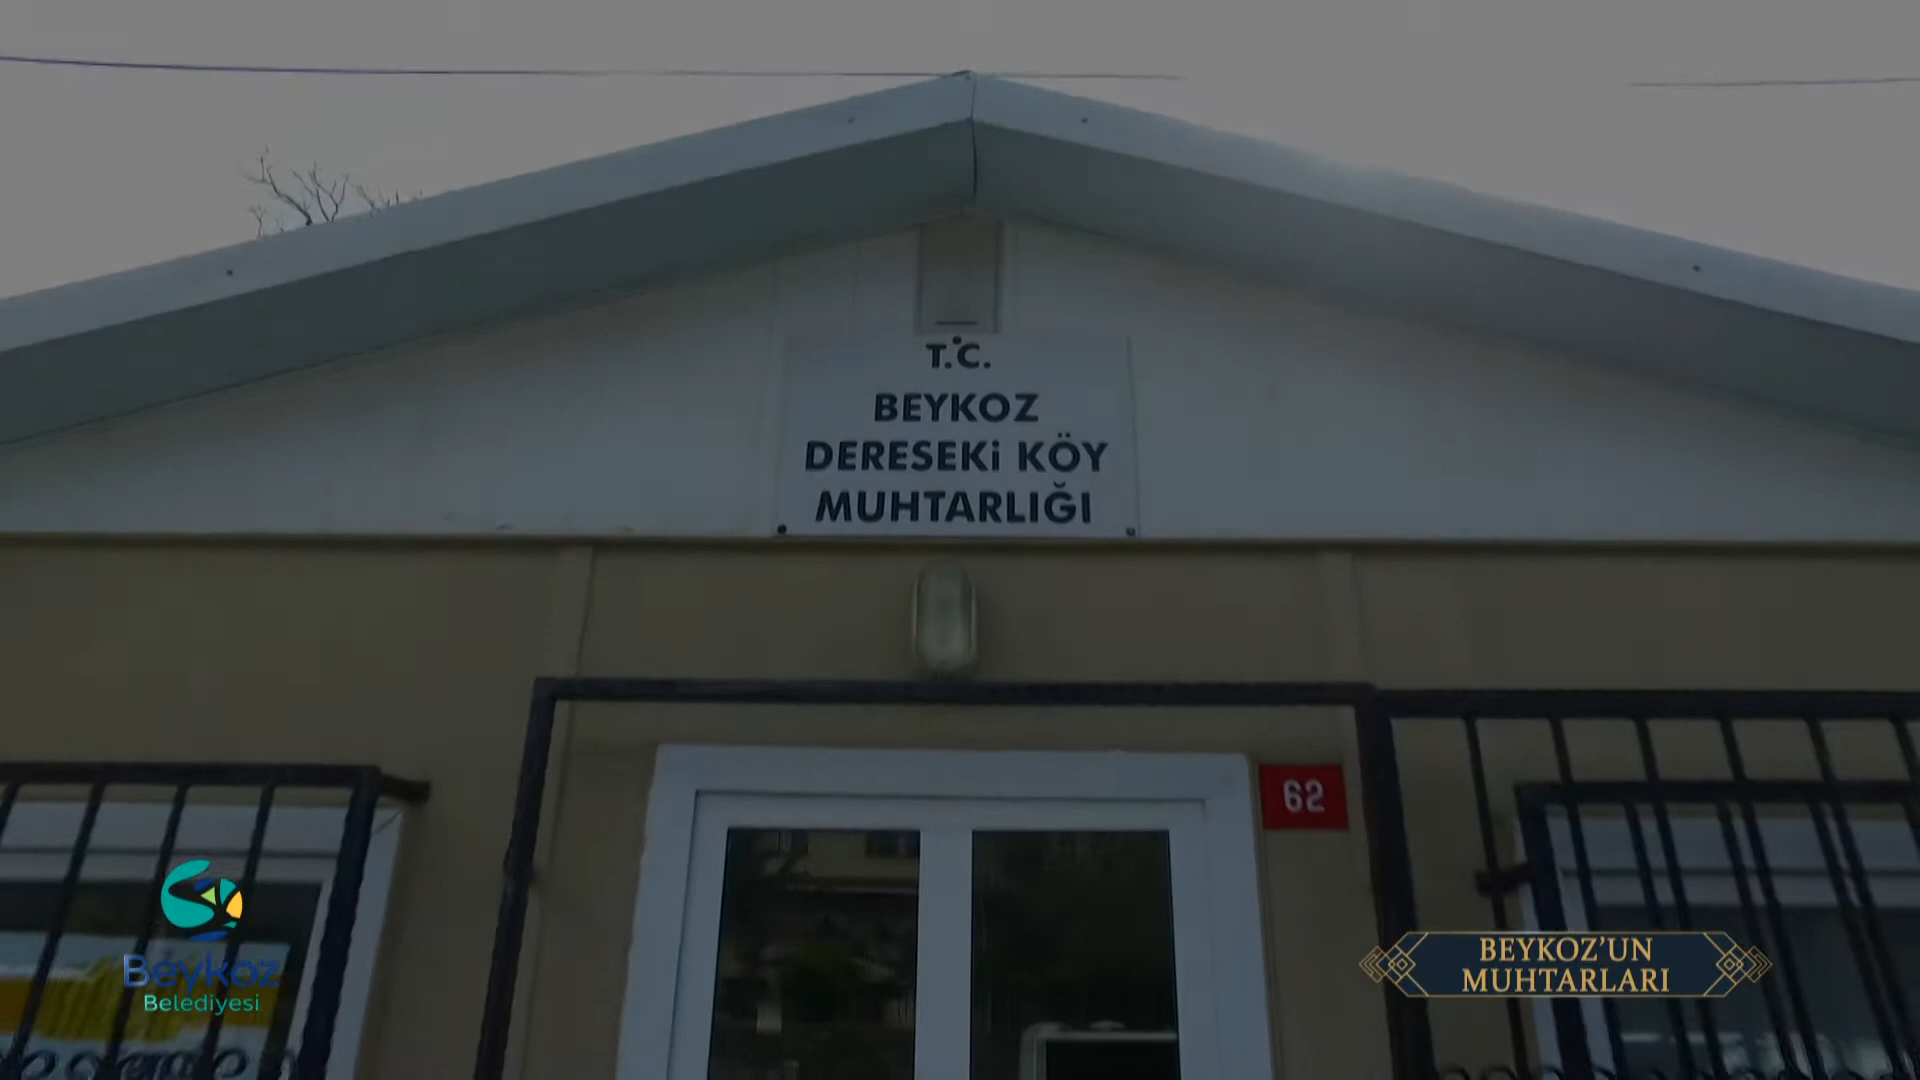 T.C.
BEYKOZ
DERESEKi KÖY
MUHTARLIĞI
62
Beykoz
Belediyesi
BEYKOZ'UN
MUHTARLARI